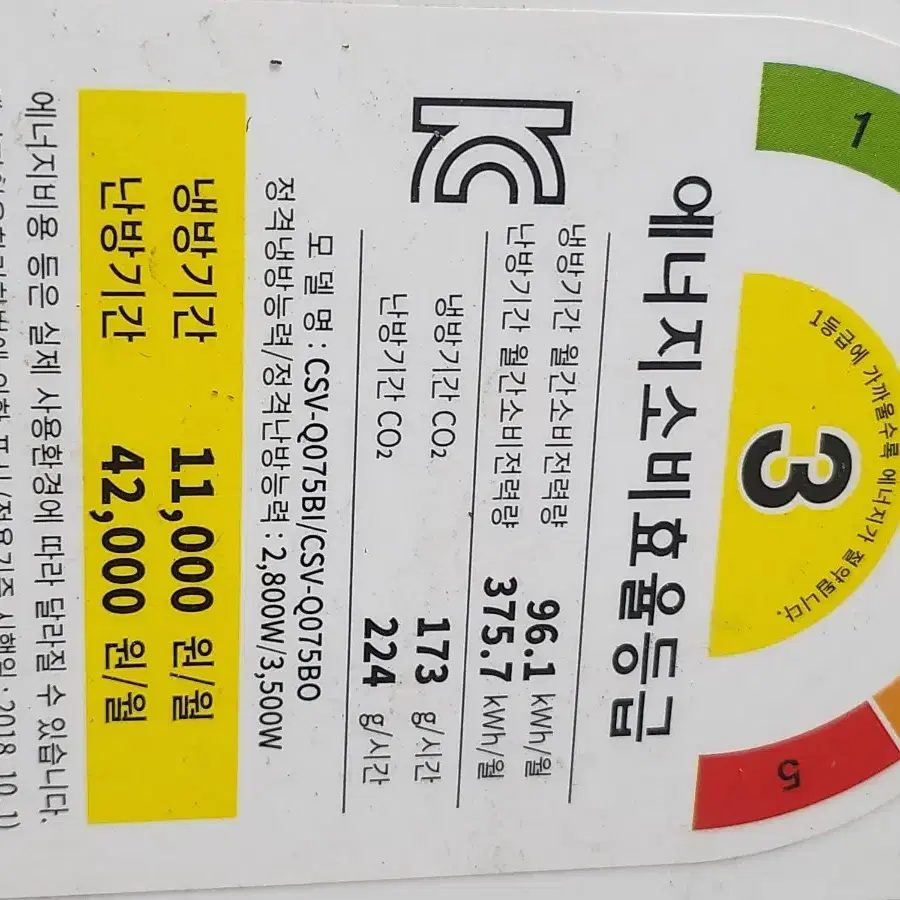 1
5
1등급에 가까울수록 에너지가 절약됩니다.
3
에너지소비효율등급
냉방기간 월간소비전력량 96.1 kWh/월
난방기간 월간소비전력량 375.7 kWh/월
냉방기간 CO₂ 173 g/시간
난방기간 CO₂ 224 g/시간
모델명 : CSV-Q075BI/CSV-Q075BO
정격냉방능력/정격난방능력 : 2,800W/3,500W
냉방기간 11,000 원/월
난방기간 42,000 원/월
에너지비용 등은 실제 사용환경에 따라 달라질 수 있습니다.
시행일 : 2018.10.1)